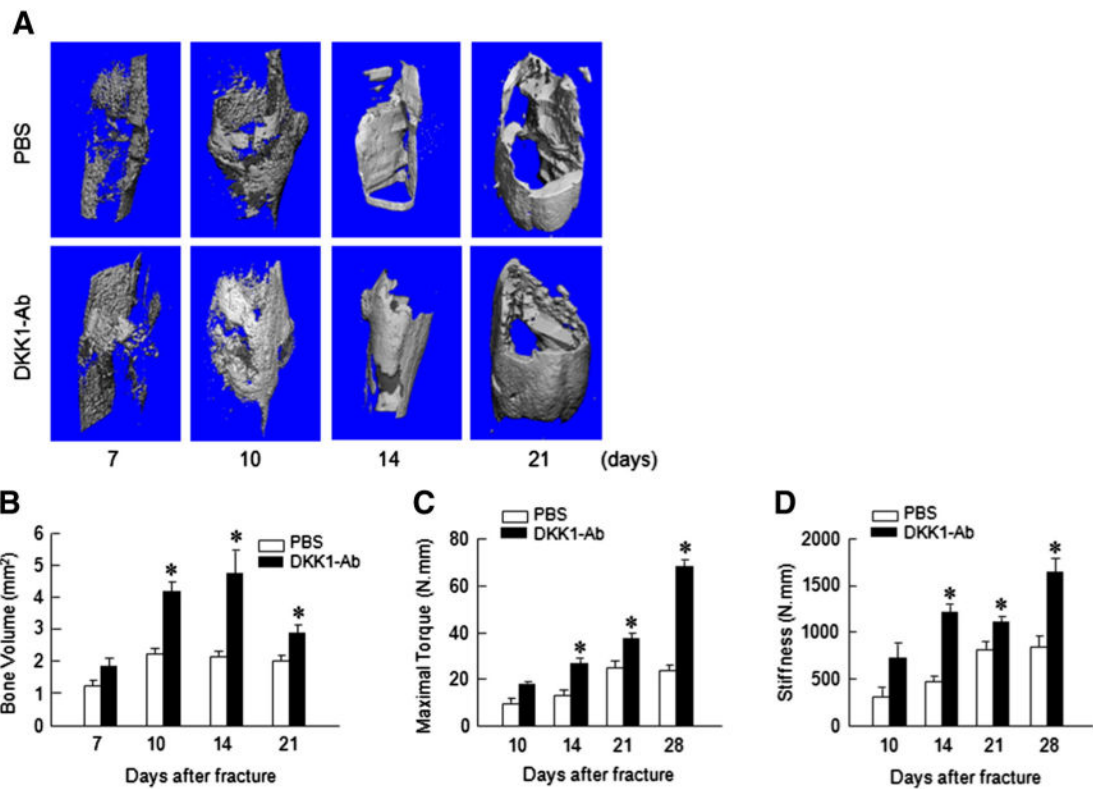 A
PBS
DKK1-Ab
7 10 14 21 (days)
B
Bone Volume (mm²)
6
5
4
3
2
1
0
PBS
DKK1-Ab
*
*
*
7 10 14 21
Days after fracture
C
Maximal Torque (N.mm)
80
60
40
20
0
PBS
DKK1-Ab
*
*
*
10 14 21 28
Days after fracture
D
Stiffness (N.mm)
2000
1500
1000
500
0
PBS
DKK1-Ab
*
*
*
10 14 21 28
Days after fracture